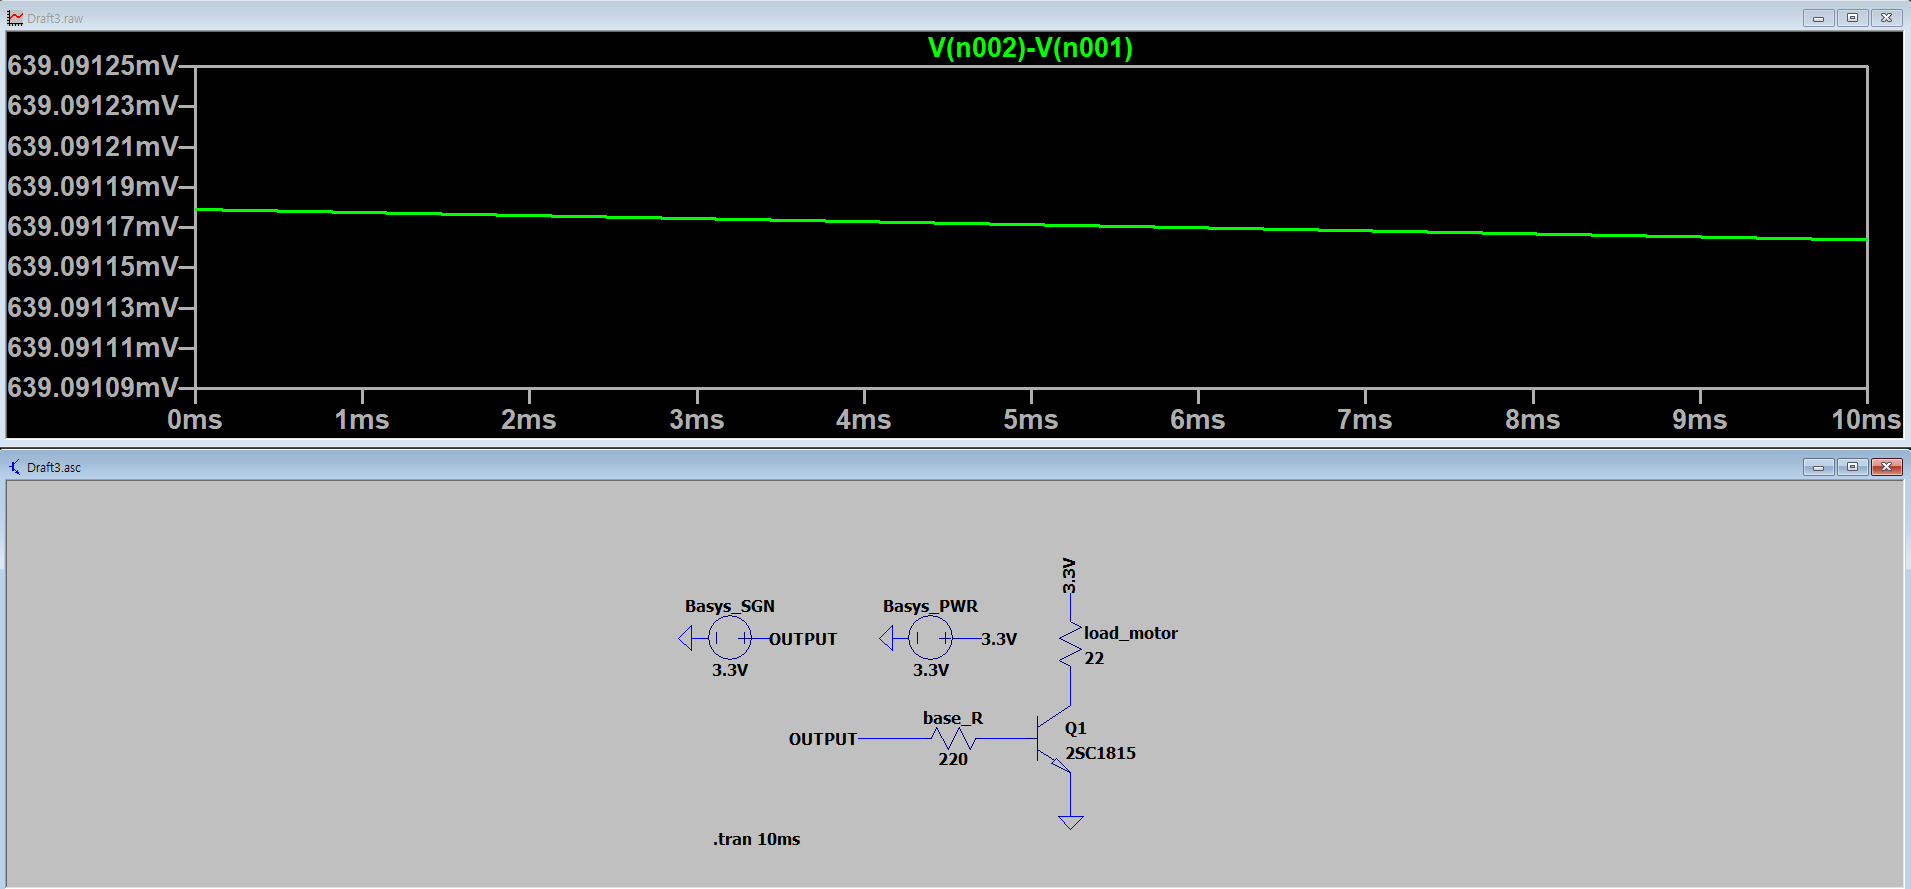 Draft3.raw
V(n002)-V(n001)
639.09125mV
639.09123mV
639.09121mV
639.09119mV
639.09117mV
639.09115mV
639.09113mV
639.09111mV
639.09109mV
0ms 1ms 2ms 3ms 4ms 5ms 6ms 7ms 8ms 9ms 10ms
Draft3.asc
3.3V
Basys_SGN
OUTPUT
3.3V
Basys_PWR
3.3V
3.3V
load_motor
22
base_R
OUTPUT
220
Q1
2SC1815
.tran 10ms